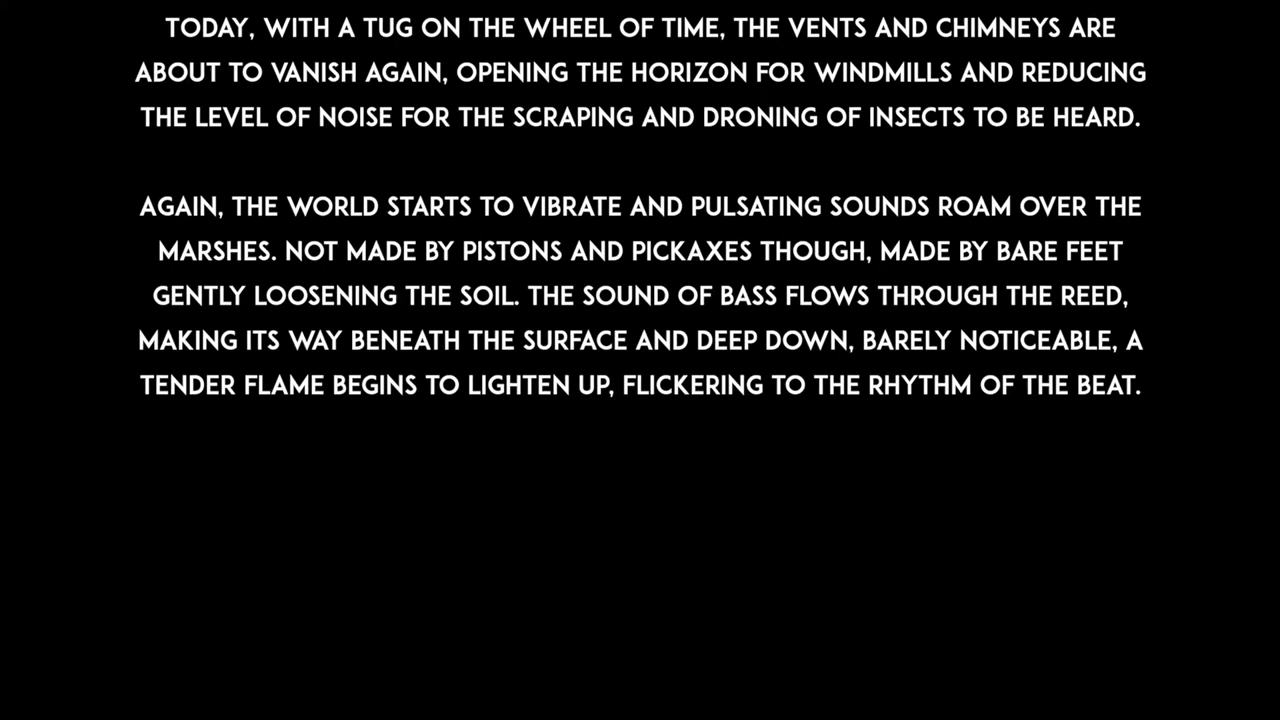 TODAY, WITH A TUG ON THE WHEEL OF TIME, THE VENTS AND CHIMNEYS ARE
ABOUT TO VANISH AGAIN, OPENING THE HORIZON FOR WINDMILLS AND REDUCING
THE LEVEL OF NOISE FOR THE SCRAPING AND DRONING OF INSECTS TO BE HEARD.
AGAIN, THE WORLD STARTS TO VIBRATE AND PULSATING SOUNDS ROAM OVER THE
MARSHES. NOT MADE BY PISTONS AND PICKAXES THOUGH, MADE BY BARE FEET
GENTLY LOOSENING THE SOIL. THE SOUND OF BASS FLOWS THROUGH THE REED,
MAKING ITS WAY BENEATH THE SURFACE AND DEEP DOWN, BARELY NOTICEABLE, A
TENDER FLAME BEGINS TO LIGHTEN UP, FLICKERING TO THE RHYTHM OF THE BEAT.